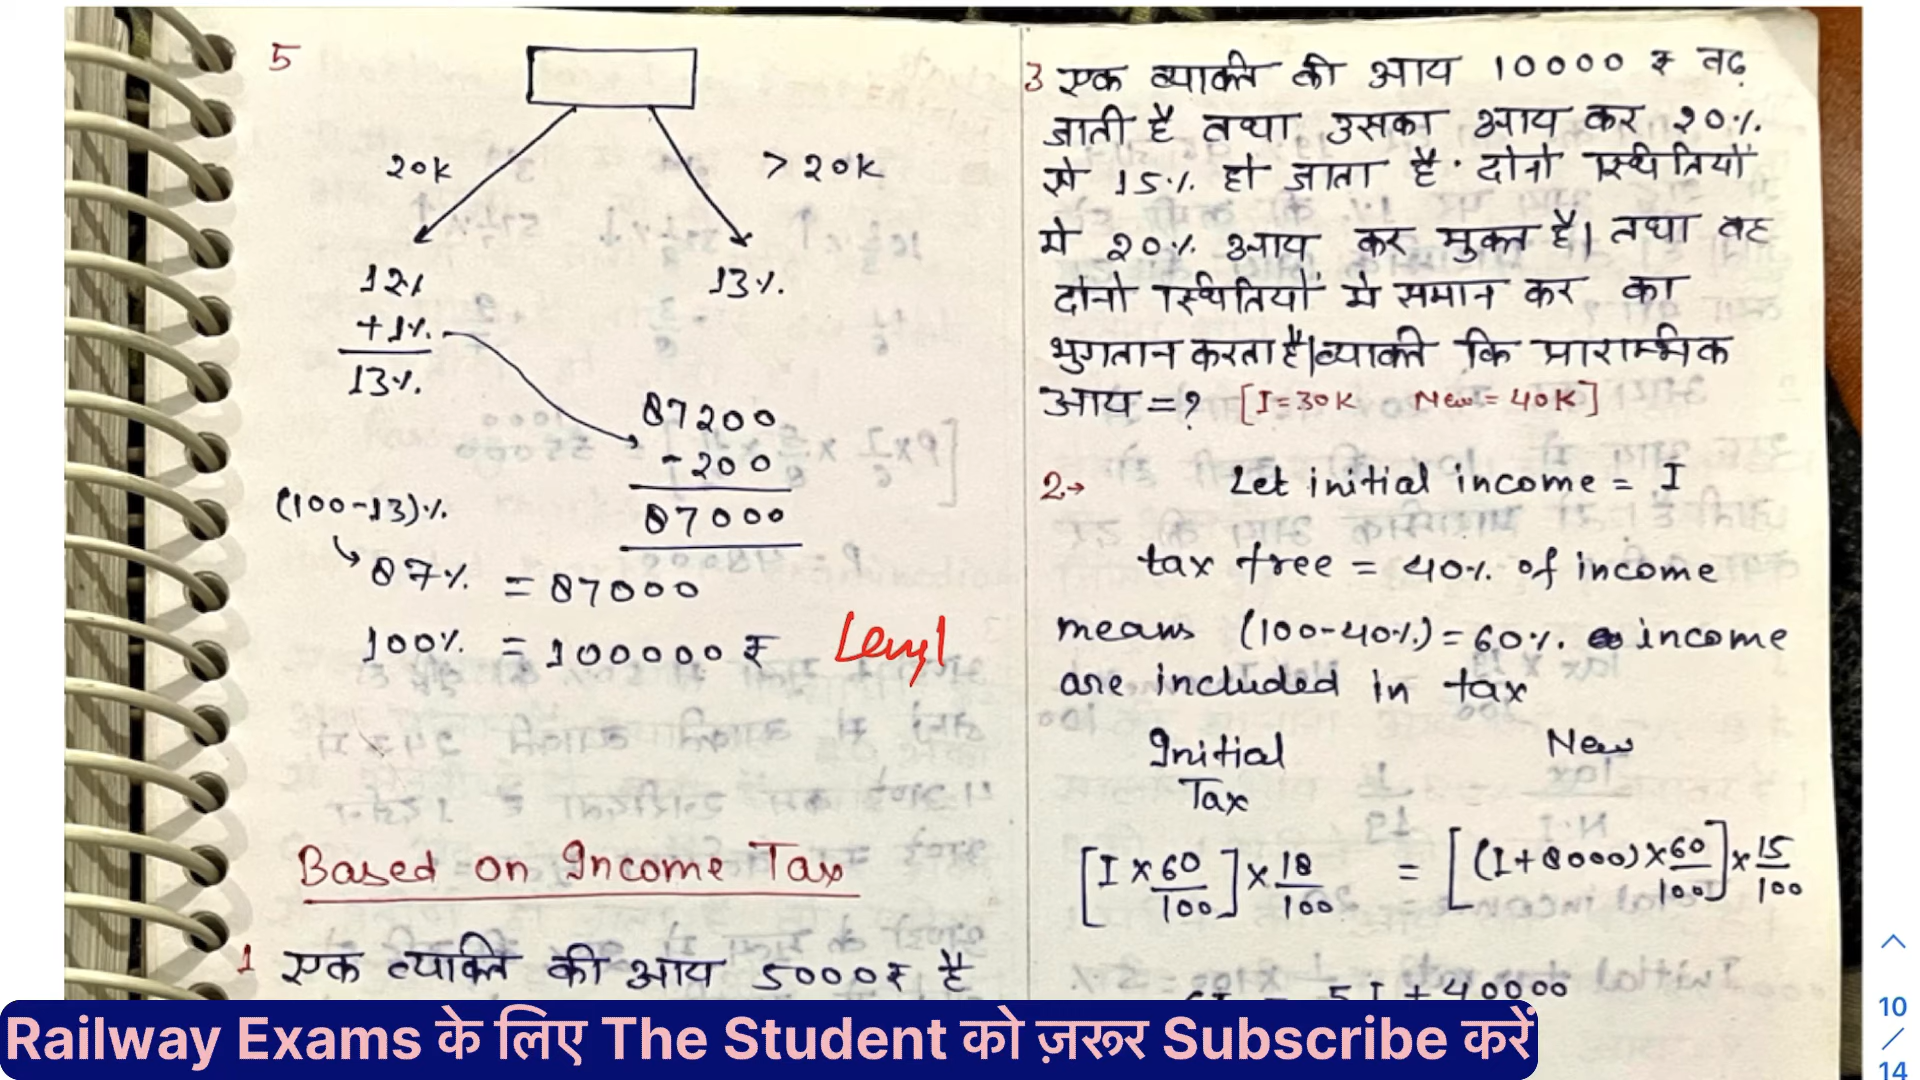 5
20K
> 20K
12%
+1%
13%
13%.
87200
-200
87000
(100-13)%
87% = 87000
100% = 100000 ₹
Based on Income Tax
1 एक व्यक्ति की आय 5000₹ है
3 एक व्यक्ति की आय 10000 ₹ बढ़
जाती है तथा उसका आय कर 20%
से 15% हो जाता है. दोनो स्थितियों
मे 20% आय कर मुक्त है। तथा वह
दोनो स्थितियों मे समान कर का
भुगतान करता है। व्यक्ति कि प्रारम्भिक
आय = ? [I=30K New = 40K]
2→ Let initial income = I
tax free = 40% of income
means (100-40%) = 60% income
are included in tax
Initial New
Tax
[I × 60/100] × 18/100 = [(I+8000) × 60/100] × 15/100
6I = 5I + 40000
Railway Exams के लिए The Student को ज़रूर Subscribe करें
10
/
14